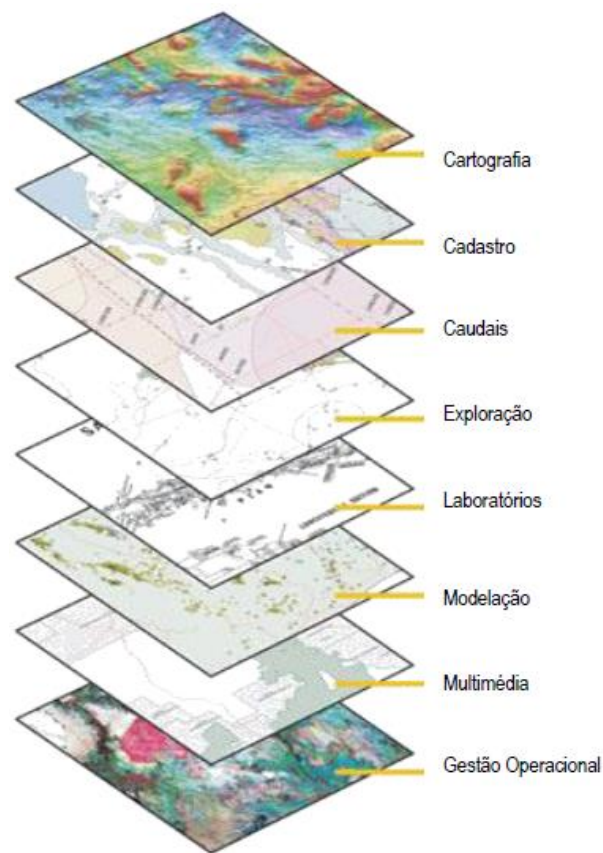 Cartografia
Cadastro
Caudais
Exploração
Laboratórios
Modelação
Multimédia
Gestão Operacional